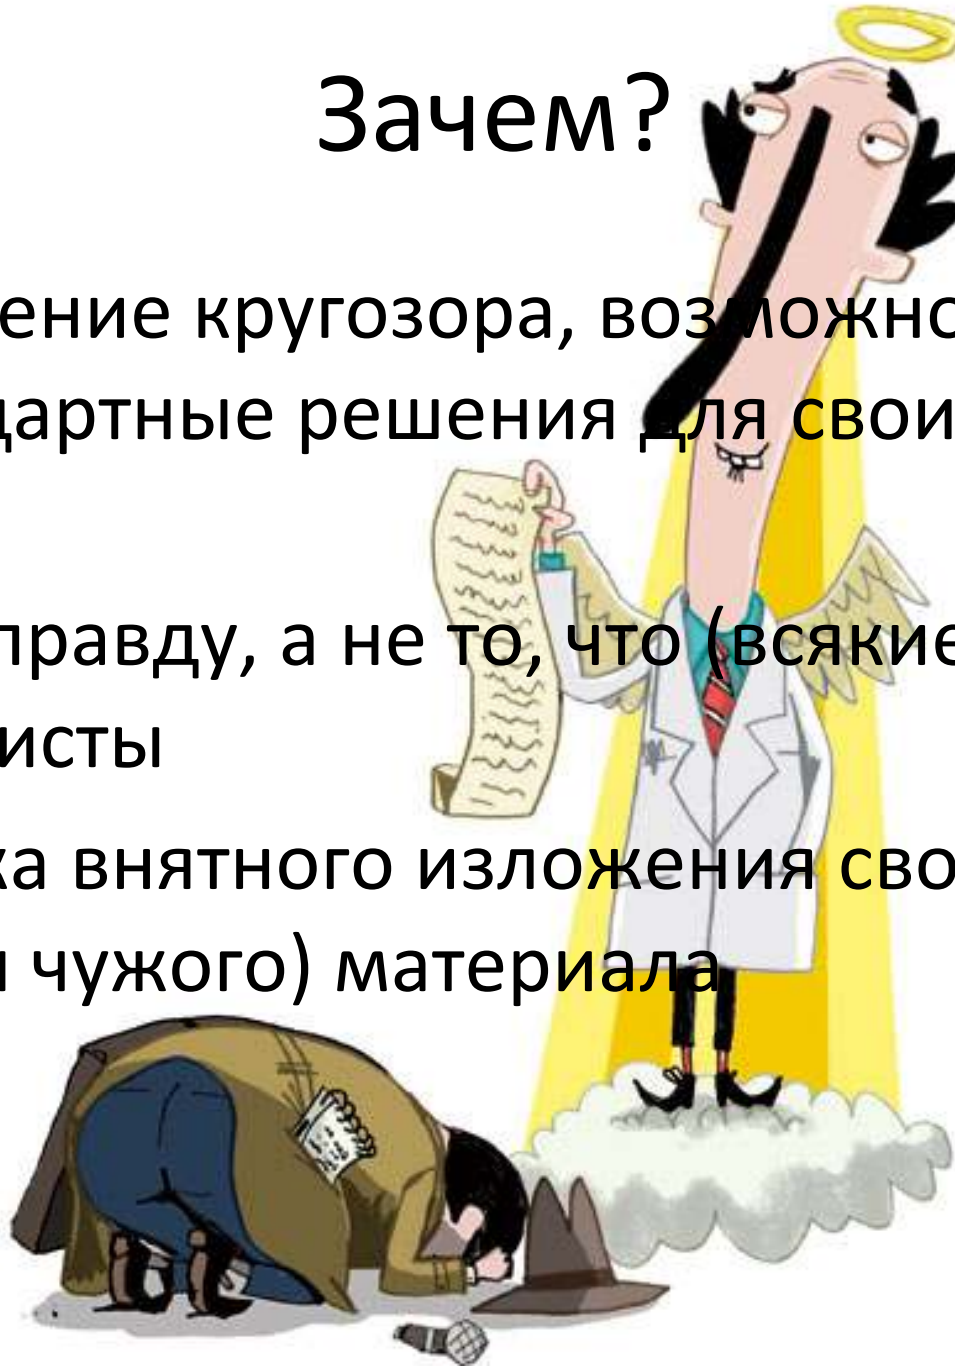 Зачем?
ение кругозора, возможно
дартные решения для свои
правду, а не то, что (всякие
исты
ка внятного изложения сво
и чужого) материала